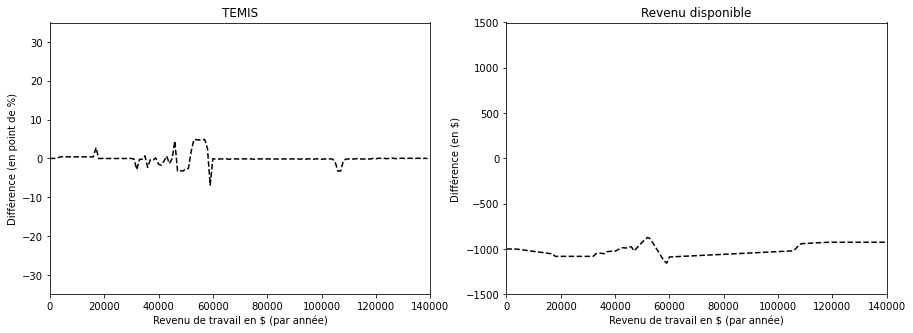 TEMIS
30
20
10
0
−10
−20
−30
Différence (en point de %)
0 20000 40000 60000 80000 100000 120000 140000
Revenu de travail en $ (par année)
Revenu disponible
1500
1000
500
0
−500
−1000
−1500
Différence (en $)
0 20000 40000 60000 80000 100000 120000 140000
Revenu de travail en $ (par année)